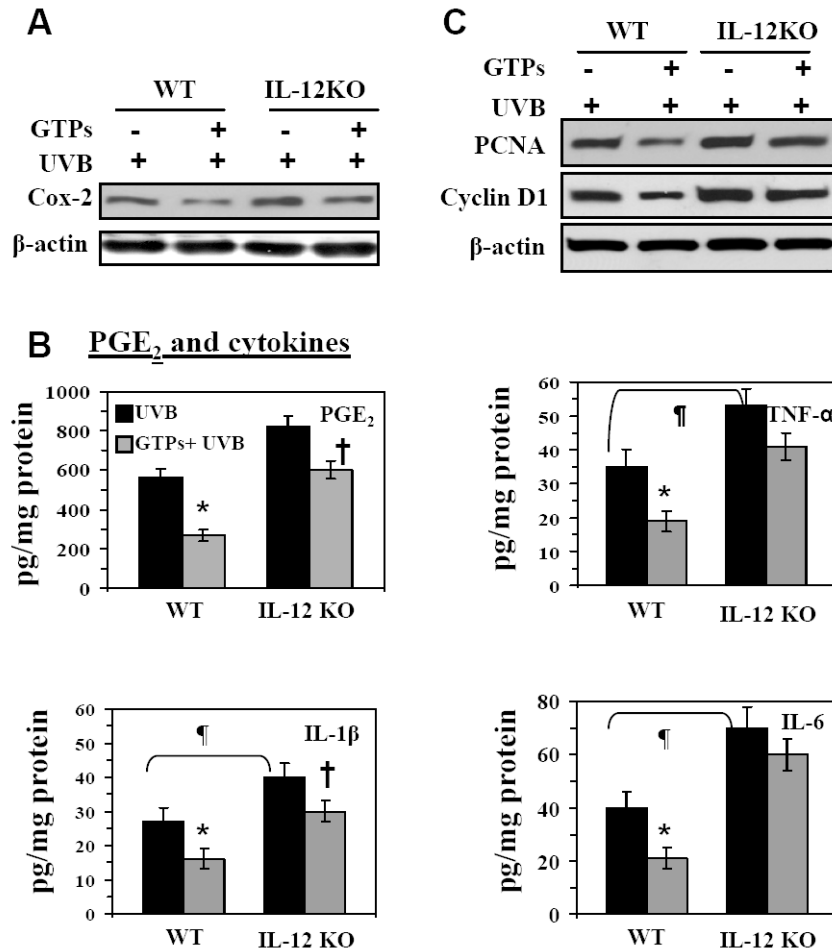 A
WT IL-12KO
GTPs - + - +
UVB + + + +
Cox-2
β-actin
C
WT IL-12KO
GTPs - + - +
UVB + + + +
PCNA
Cyclin D1
β-actin
B PGE2 and cytokines
1000
800
600
400
200
0
pg/mg protein
UVB
GTPs+ UVB
PGE2
*
†
WT IL-12 KO
60
50
40
30
20
10
0
pg/mg protein
¶
TNF-α
*
WT IL-12 KO
60
50
40
30
20
10
0
pg/mg protein
¶
IL-1β
*
†
WT IL-12 KO
80
60
40
20
0
pg/mg protein
¶
IL-6
*
WT IL-12 KO